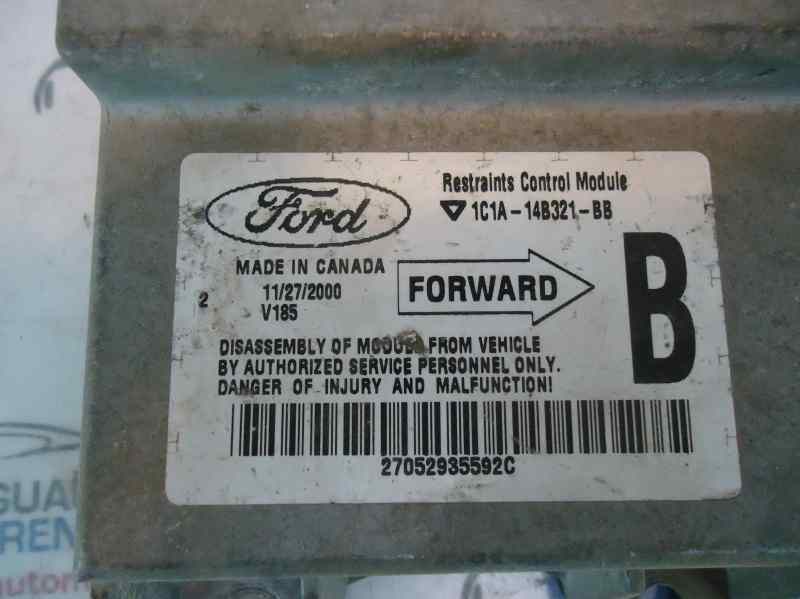 Ford
Restraints Control Module
1C1A-14B321-BB
MADE IN CANADA
11/27/2000
V185
2
FORWARD
B
DISASSEMBLY OF MODULE FROM VEHICLE
BY AUTHORIZED SERVICE PERSONNEL ONLY.
DANGER OF INJURY AND MALFUNCTION!
27052935592C